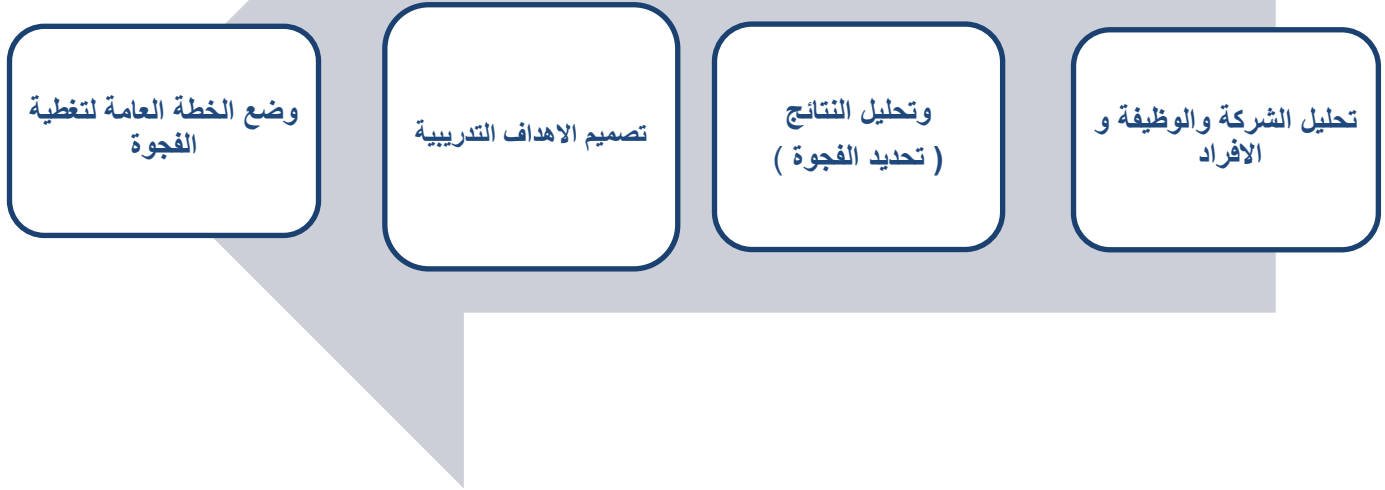 تحليل الشركة والوظيفة و
الافراد
وتحليل النتائج
( تحديد الفجوة )
تصميم الاهداف التدريبية
وضع الخطة العامة لتغطية
الفجوة